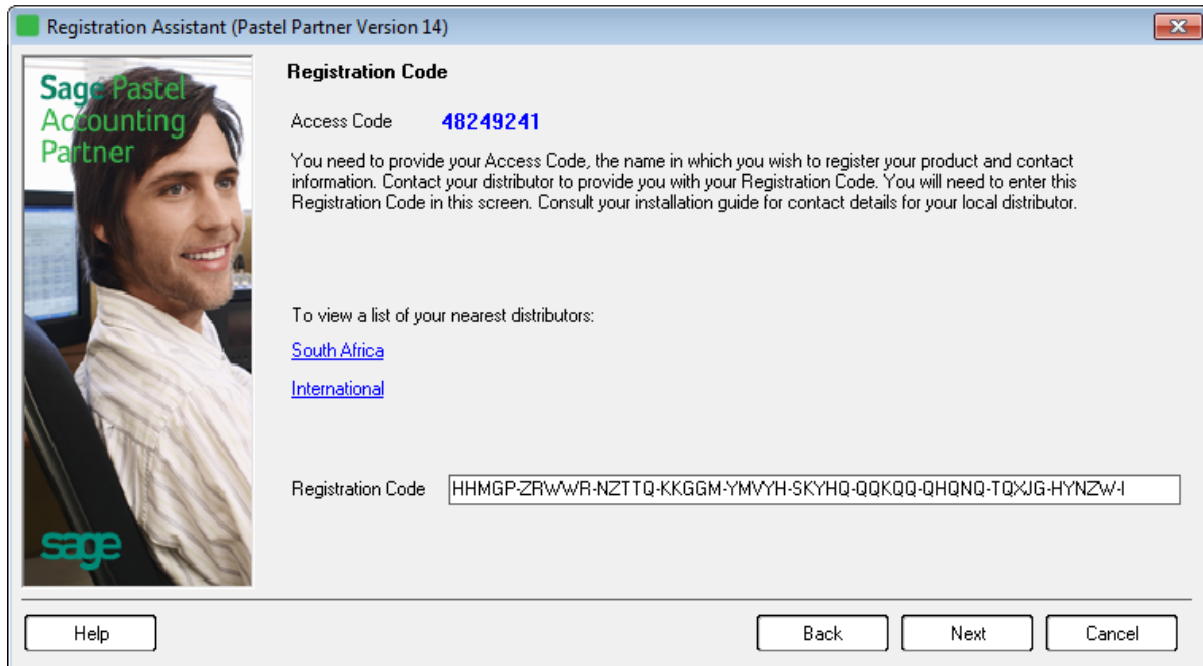 Registration Assistant (Pastel Partner Version 14)
Sage Pastel
Accounting
Partner
Registration Code
Access Code 48249241
You need to provide your Access Code, the name in which you wish to register your product and contact
information. Contact your distributor to provide you with your Registration Code. You will need to enter this
Registration Code in this screen. Consult your installation guide for contact details for your local distributor.
To view a list of your nearest distributors:
South Africa
International
Registration Code HHMGP-ZRWWR-NZTTQ-KKGGM-YMVYH-SKYHQ-QQKQQ-QHQNQ-TQXJG-HYNZW-I
sage
Help Back Next Cancel